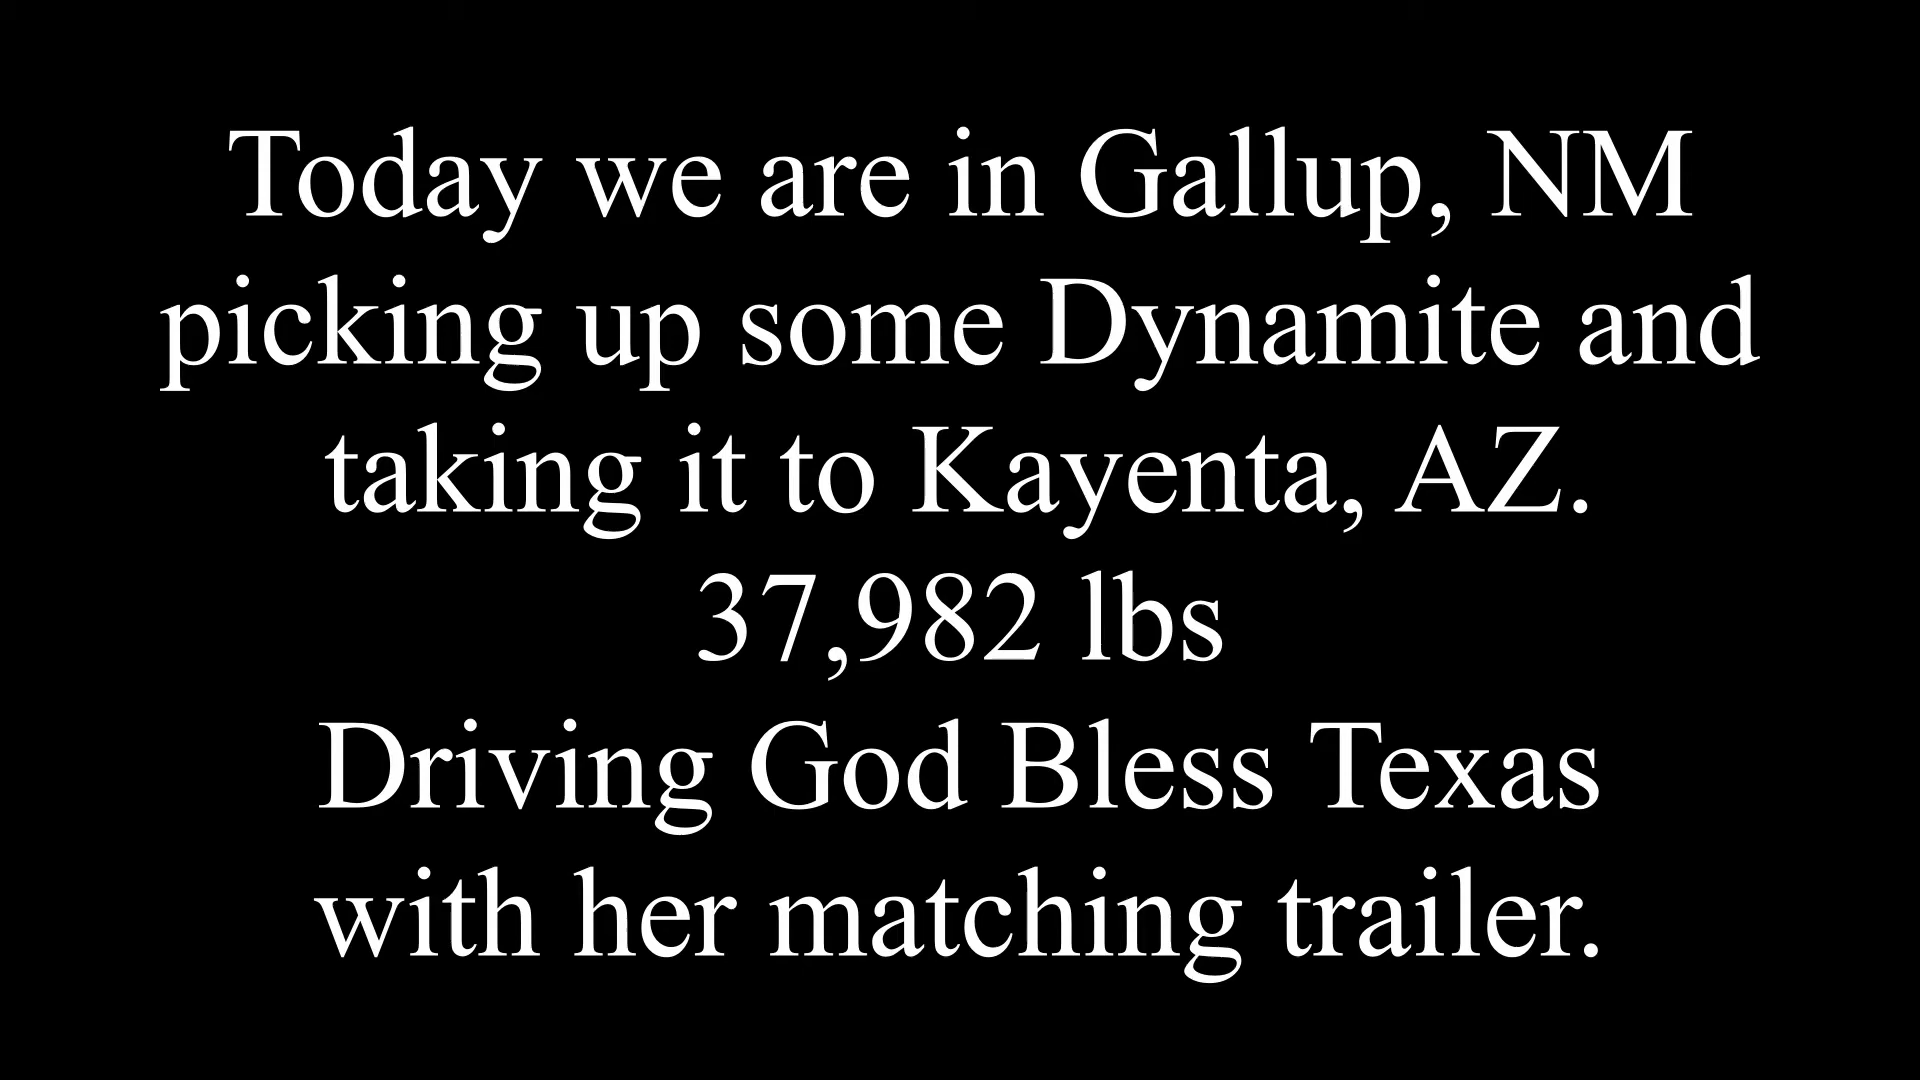 Today we are in Gallup, NM
picking up some Dynamite and
taking it to Kayenta, AZ.
37,982 lbs
Driving God Bless Texas
with her matching trailer.